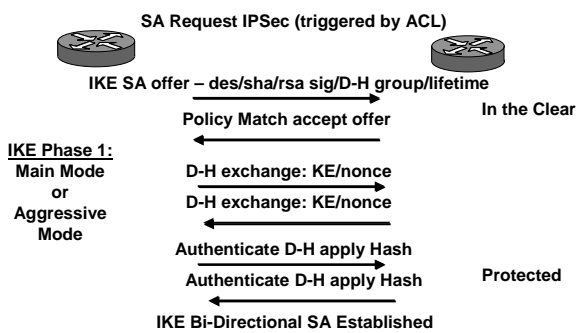 SA Request IPSec (triggered by ACL)
IKE SA offer – des/sha/rsa sig/D-H group/lifetime
In the Clear
Policy Match accept offer
IKE Phase 1:
Main Mode
or
Aggressive
Mode
D-H exchange: KE/nonce
D-H exchange: KE/nonce
Authenticate D-H apply Hash
Authenticate D-H apply Hash
Protected
IKE Bi-Directional SA Established